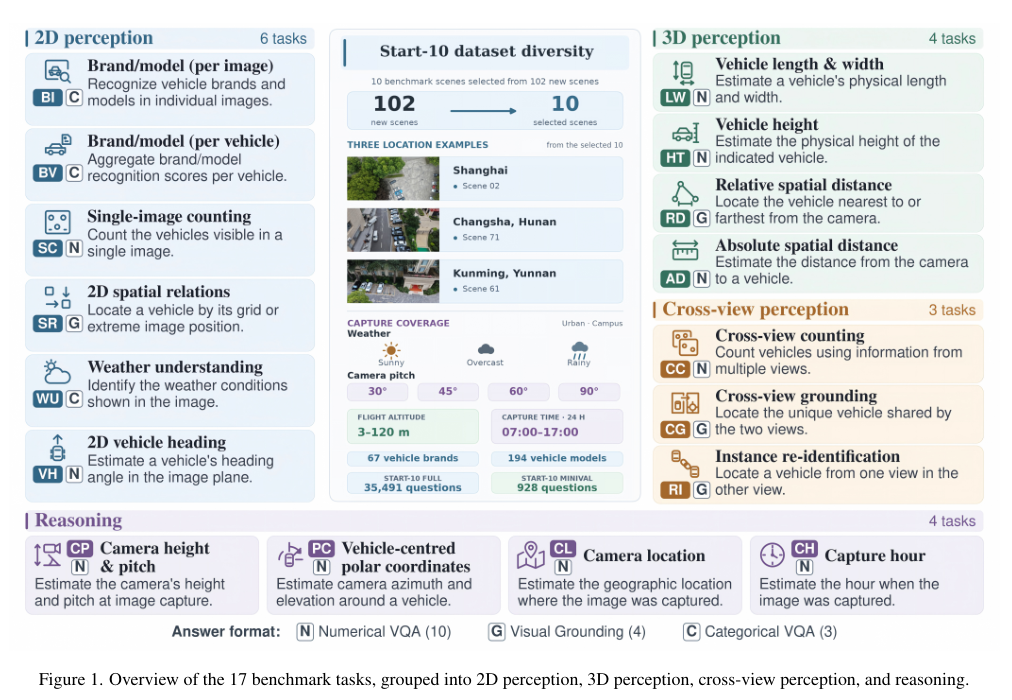 2D perception 6 tasks
Brand/model (per image)
Recognize vehicle brands and
BI C models in individual images.
Brand/model (per vehicle)
Aggregate brand/model
BV C recognition scores per vehicle.
Single-image counting
Count the vehicles visible in a
SC N single image.
2D spatial relations
Locate a vehicle by its grid or
SR G extreme image position.
Weather understanding
Identify the weather conditions
WU C shown in the image.
2D vehicle heading
Estimate a vehicle's heading
VH N angle in the image plane.
Start-10 dataset diversity
10 benchmark scenes selected from 102 new scenes
102 10
new scenes selected scenes
THREE LOCATION EXAMPLES from the selected 10
Shanghai
• Scene 02
Changsha, Hunan
• Scene 71
Kunming, Yunnan
• Scene 61
CAPTURE COVERAGE Urban · Campus
Weather
Sunny Overcast Rainy
Camera pitch
30° 45° 60° 90°
FLIGHT ALTITUDE CAPTURE TIME · 24 H
3–120 m 07:00–17:00
67 vehicle brands 194 vehicle models
START-10 FULL START-10 MINIVAL
35,491 questions 928 questions
3D perception 4 tasks
Vehicle length & width
Estimate a vehicle's physical length
LW N and width.
Vehicle height
Estimate the physical height of the
HT N indicated vehicle.
Relative spatial distance
Locate the vehicle nearest to or
RD G farthest from the camera.
Absolute spatial distance
Estimate the distance from the camera
AD N to a vehicle.
Cross-view perception 3 tasks
Cross-view counting
Count vehicles using information from
CC N multiple views.
Cross-view grounding
Locate the unique vehicle shared by
CG G the two views.
Instance re-identification
Locate a vehicle from one view in the
RI G other view.
Reasoning 4 tasks
CP Camera height
N & pitch
Estimate the camera's height
and pitch at image capture.
PC Vehicle-centred
N polar coordinates
Estimate camera azimuth and
elevation around a vehicle.
CL Camera location
N
Estimate the geographic location
where the image was captured.
CH Capture hour
N
Estimate the hour when the
image was captured.
Answer format: N Numerical VQA (10) G Visual Grounding (4) C Categorical VQA (3)
Figure 1. Overview of the 17 benchmark tasks, grouped into 2D perception, 3D perception, cross-view perception, and reasoning.